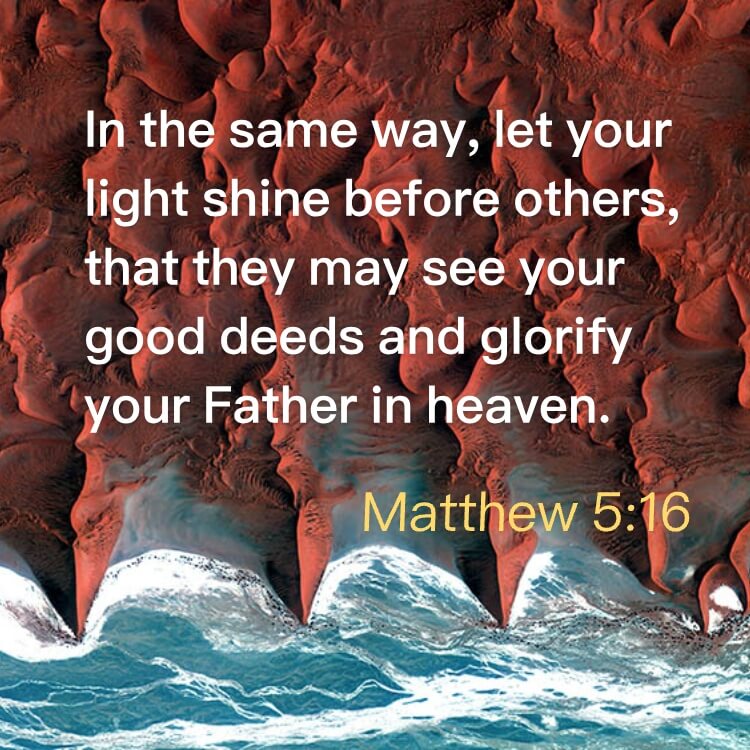 In the same way, let your
light shine before others,
that they may see your
good deeds and glorify
your Father in heaven.
Matthew 5:16